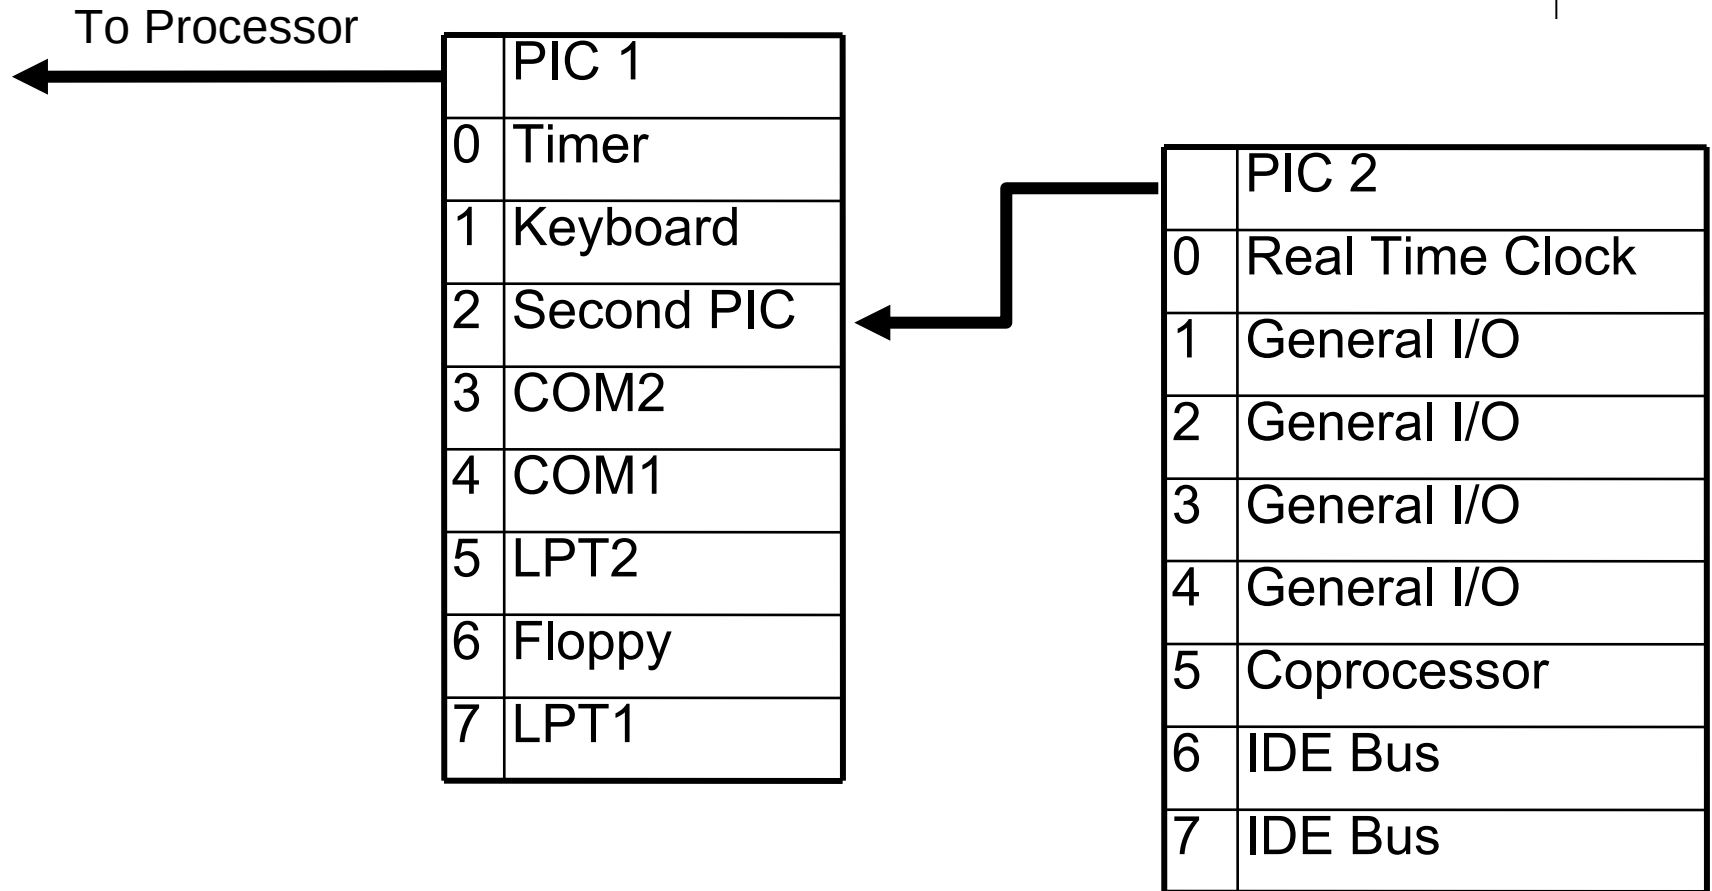 To Processor
PIC 1
0 Timer
1 Keyboard
2 Second PIC
3 COM2
4 COM1
5 LPT2
6 Floppy
7 LPT1
PIC 2
0 Real Time Clock
1 General I/O
2 General I/O
3 General I/O
4 General I/O
5 Coprocessor
6 IDE Bus
7 IDE Bus